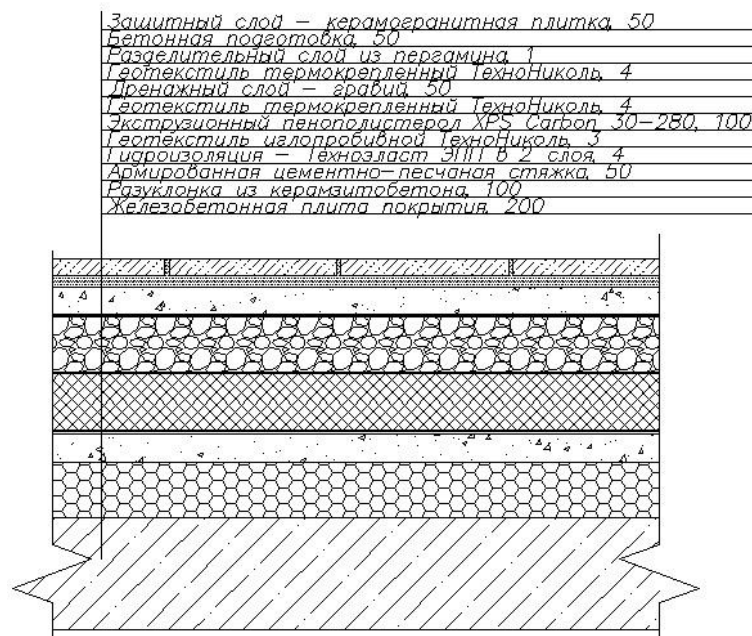 Защитный слой – керамогранитная плитка, 50
Бетонная подготовка, 50
Разделительный слой из пергамина, 1
Геотекстиль термокрепленный ТехноНиколь, 4
Дренажный слой – гравий, 50
Геотекстиль термокрепленный ТехноНиколь, 4
Экструзионный пенополистерол XPS Carbon 30-280, 100
Геотекстиль иглопробивной ТехноНиколь, 3
Гидроизоляция – Техноэласт ЭПП в 2 слоя, 4
Армированная цементно-песчаная стяжка, 50
Разуклонка из керамзитобетона, 100
Железобетонная плита покрытия, 200